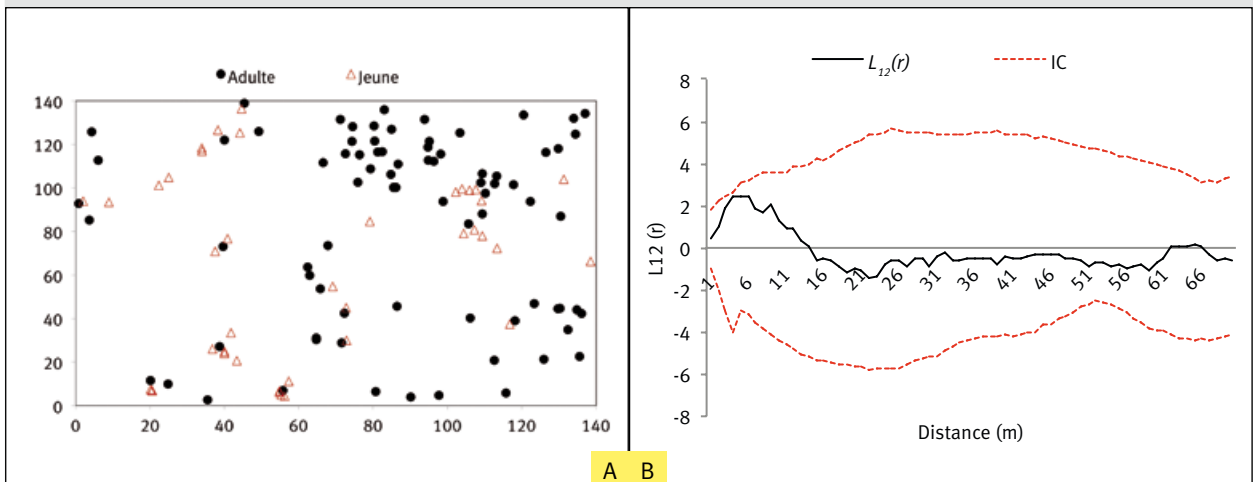 Adulte Jeune
140
120
100
80
60
40
20
0
0 20 40 60 80 100 120 140
L₁₂(r) IC
8
6
4
2
0
-2
-4
-6
-8
L12 (r)
1 6 11 16 21 26 31 36 41 46 51 56 61 66
Distance (m)
A B